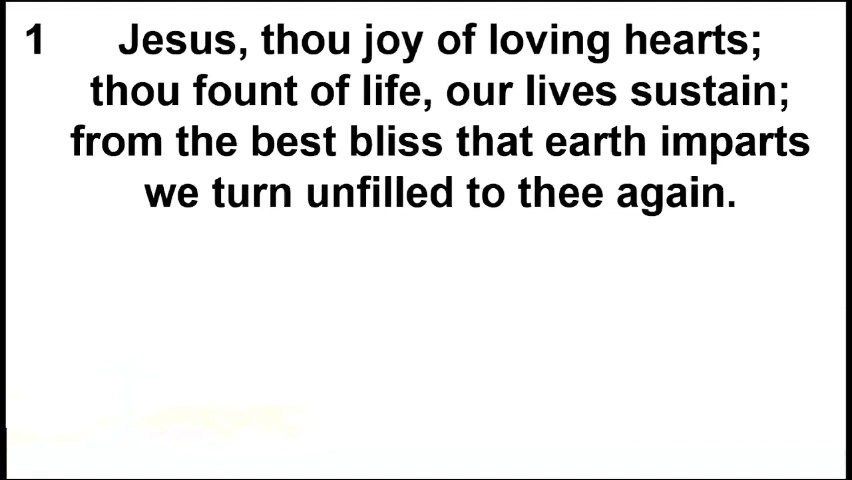 1 Jesus, thou joy of loving hearts;
thou fount of life, our lives sustain;
from the best bliss that earth imparts
we turn unfilled to thee again.